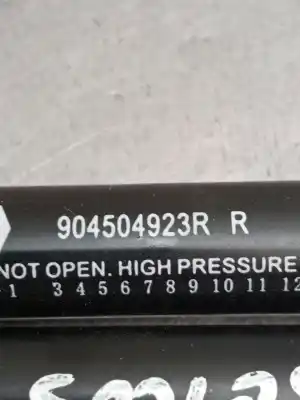 904504923R R
NOT OPEN. HIGH PRESSURE
1 3 4 5 6 7 8 9 10 11 12